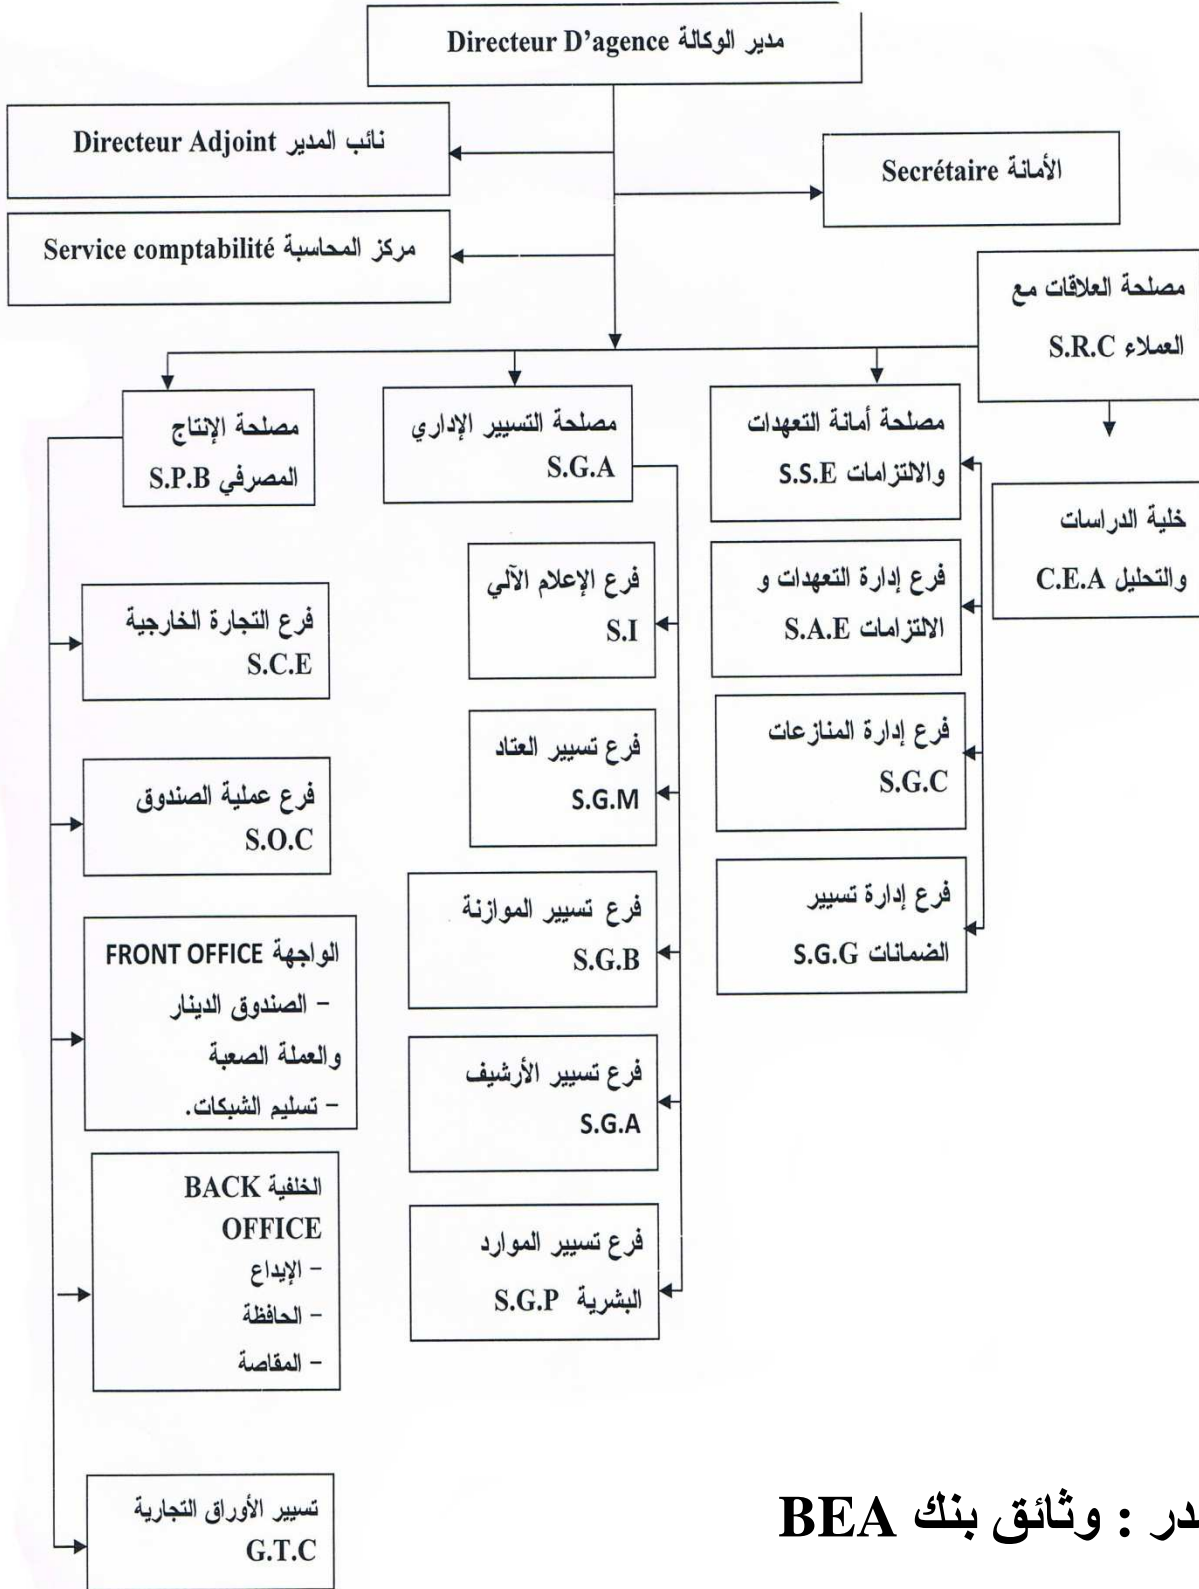 مدير الوكالة Directeur D’agence
نائب المدير Directeur Adjoint
الأمانة Secrétaire
مركز المحاسبة Service comptabilité
مصلحة العلاقات مع
العملاء S.R.C
مصلحة أمانة التعهدات
والالتزامات S.S.E
مصلحة التسيير الإداري
S.G.A
مصلحة الإنتاج
المصرفي S.P.B
خلية الدراسات
والتحليل C.E.A
فرع إدارة التعهدات و
الالتزامات S.A.E
فرع إدارة المنازعات
S.G.C
فرع إدارة تسيير
الضمانات S.G.G
فرع الإعلام الآلي
S.I
فرع تسيير العتاد
S.G.M
فرع تسيير الموازنة
S.G.B
فرع تسيير الأرشيف
S.G.A
فرع تسيير الموارد
البشرية S.G.P
فرع التجارة الخارجية
S.C.E
فرع عملية الصندوق
S.O.C
الواجهة FRONT OFFICE
– الصندوق الدينار
والعملة الصعبة
– تسليم الشبكات.
الخلفية BACK
OFFICE
– الإيداع
– الحافظة
– المقاصة
تسيير الأوراق التجارية
G.T.C
در : وثائق بنك BEA